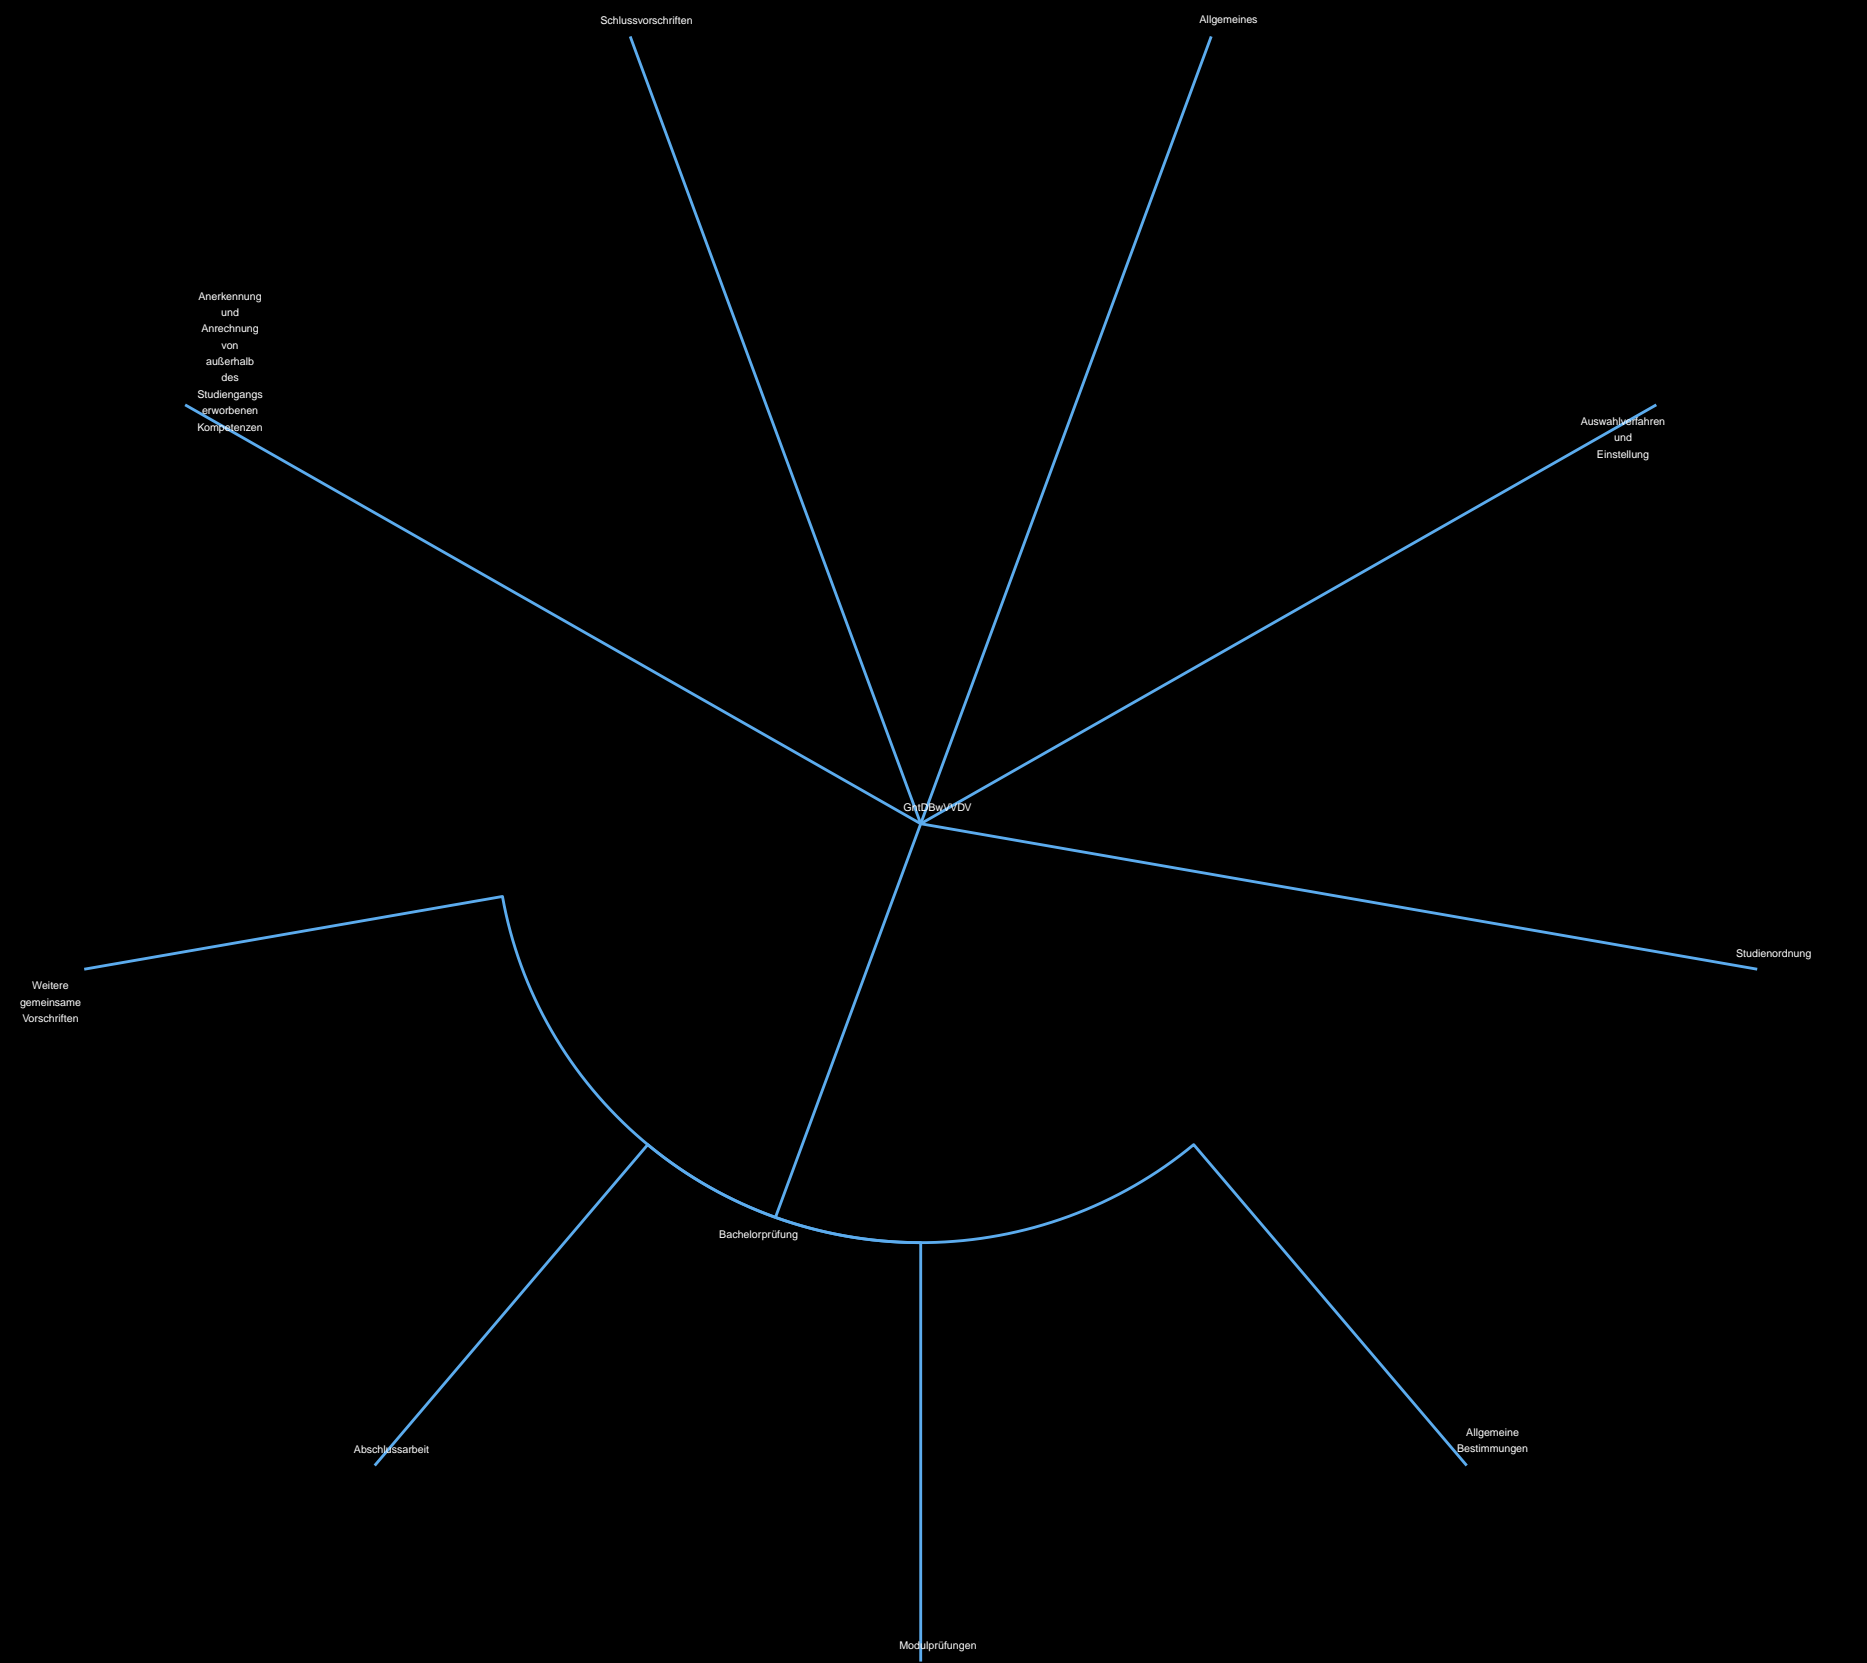 Schlussvorschriften
Allgemeines
Anerkennung
und
Anrechnung
von
außerhalb
des
Studiengangs
erworbenen
Kompetenzen
Auswahlverfahren
und
Einstellung
GntDBwVVDV
Studienordnung
Weitere
gemeinsame
Vorschriften
Bachelorprüfung
Abschlussarbeit
Allgemeine
Bestimmungen
Modulprüfungen